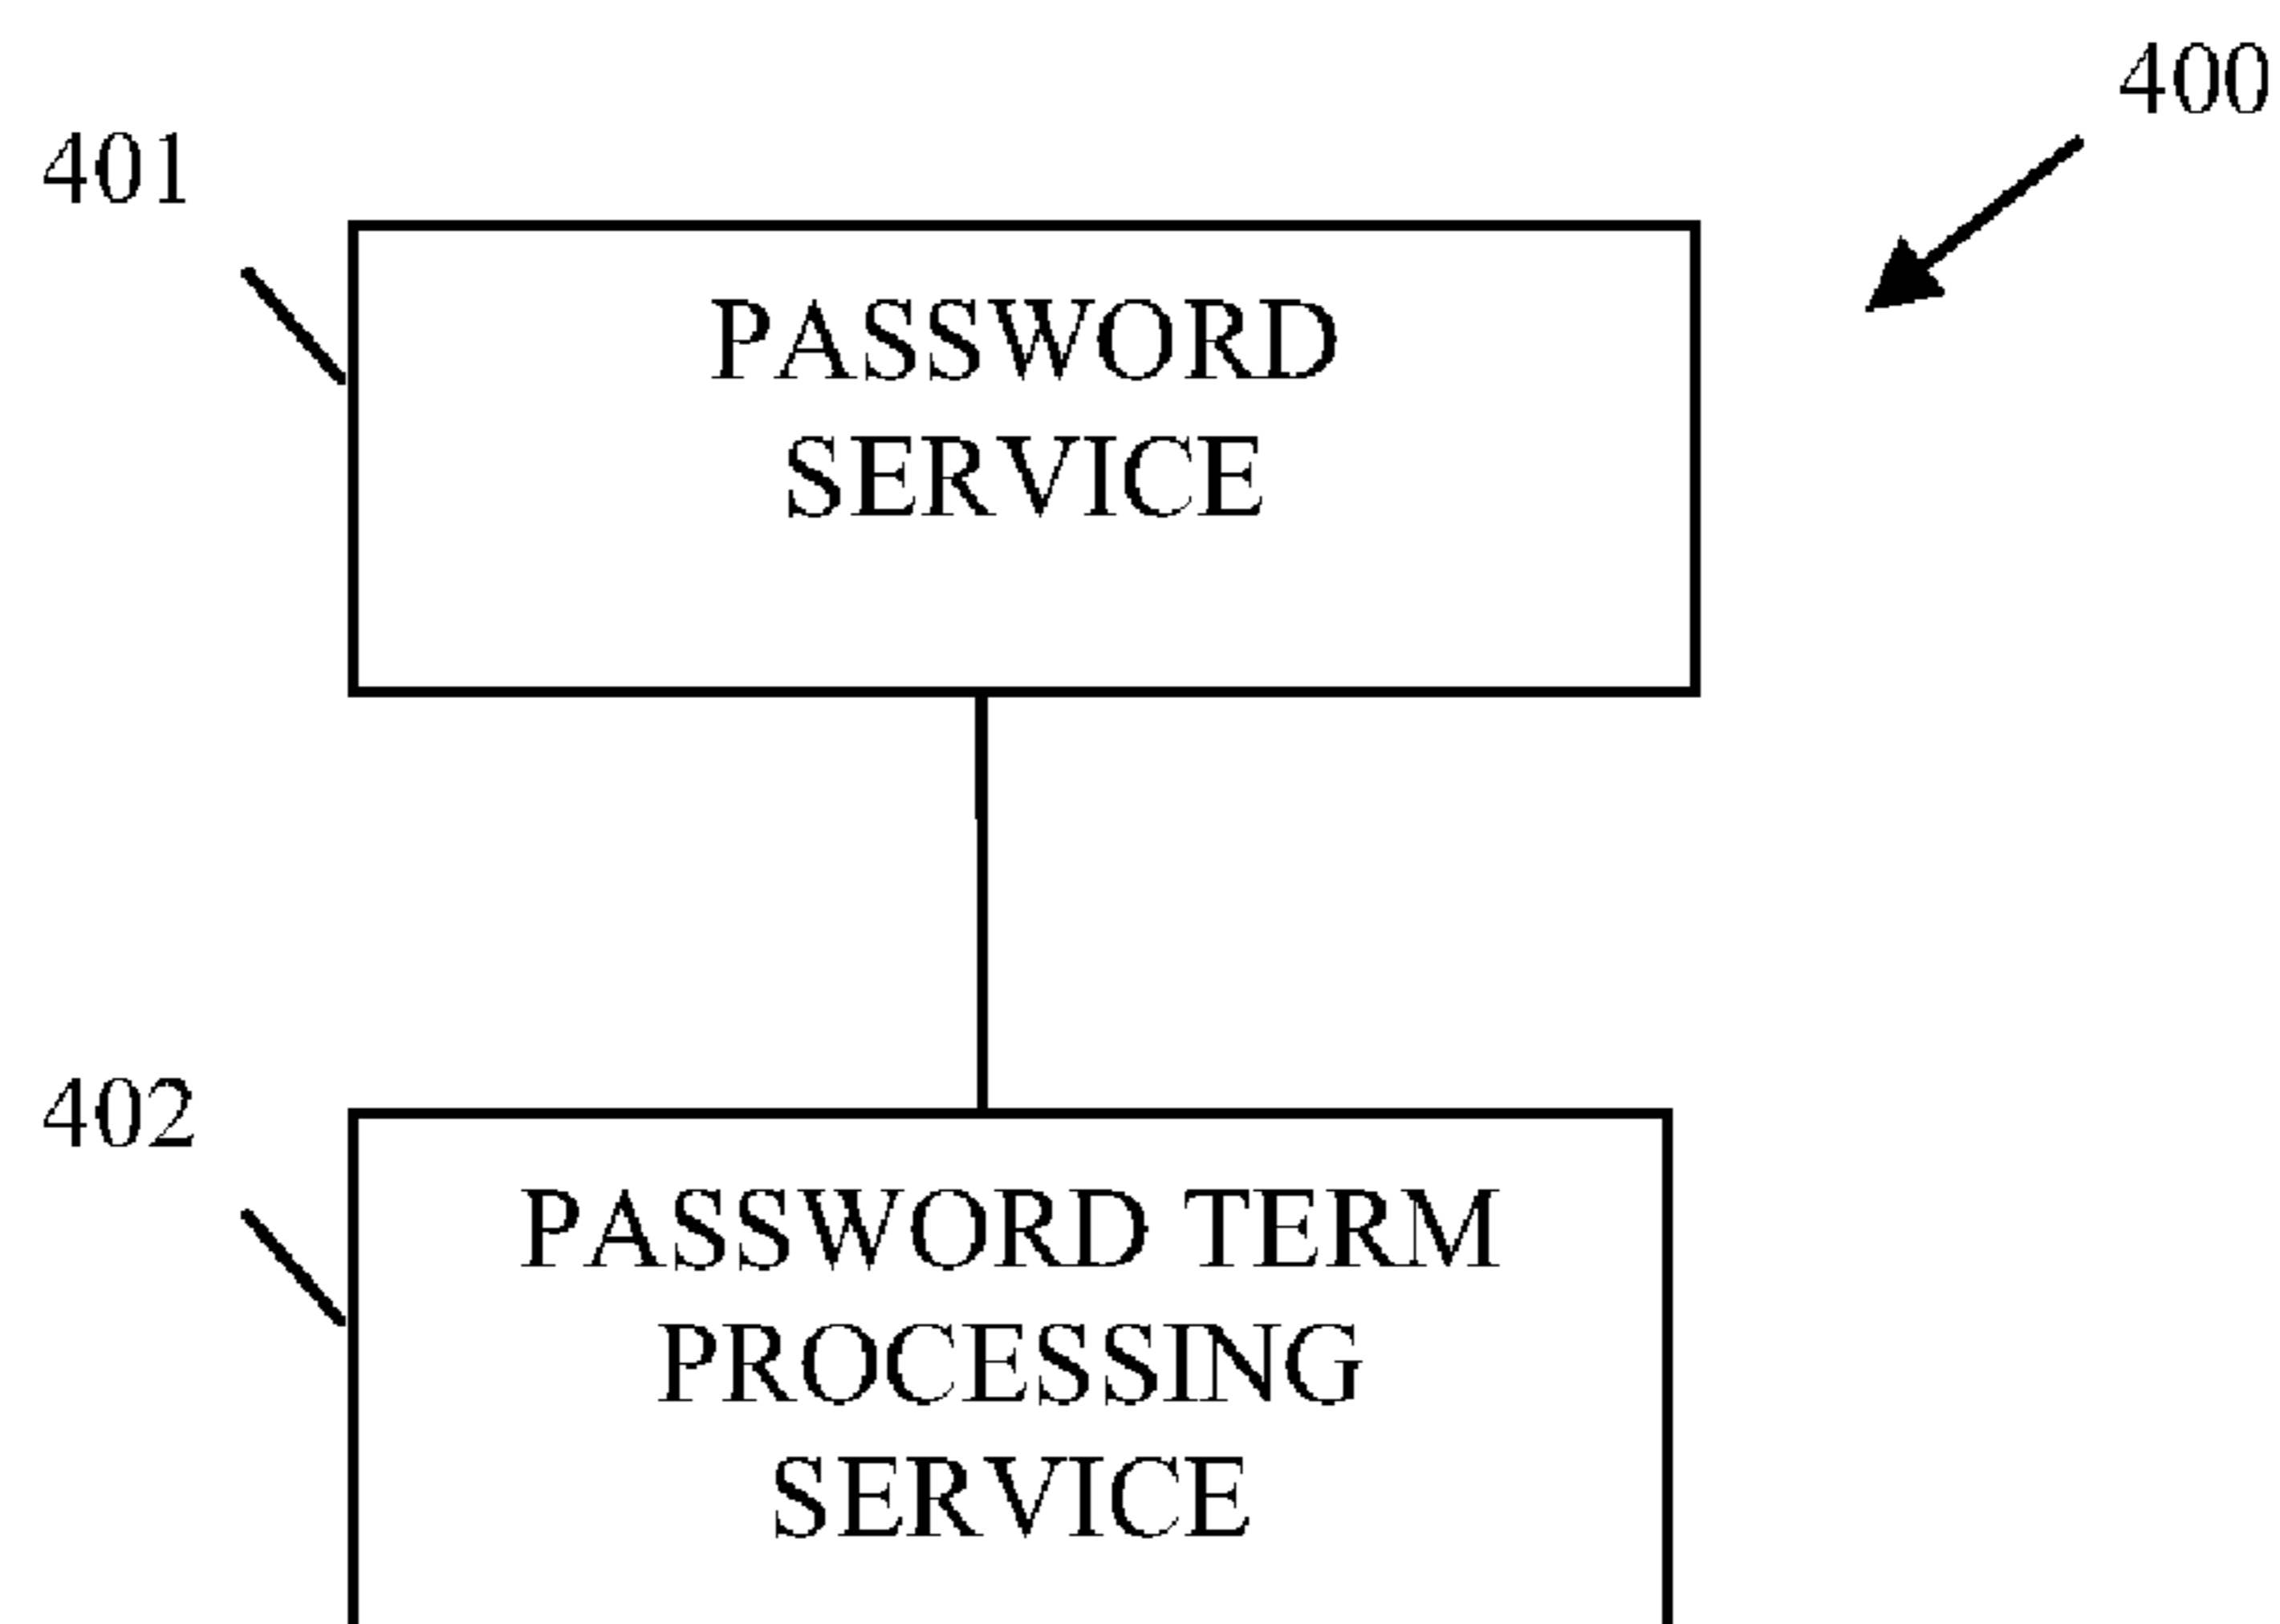 400
401
PASSWORD
SERVICE
402
PASSWORD TERM
PROCESSING
SERVICE